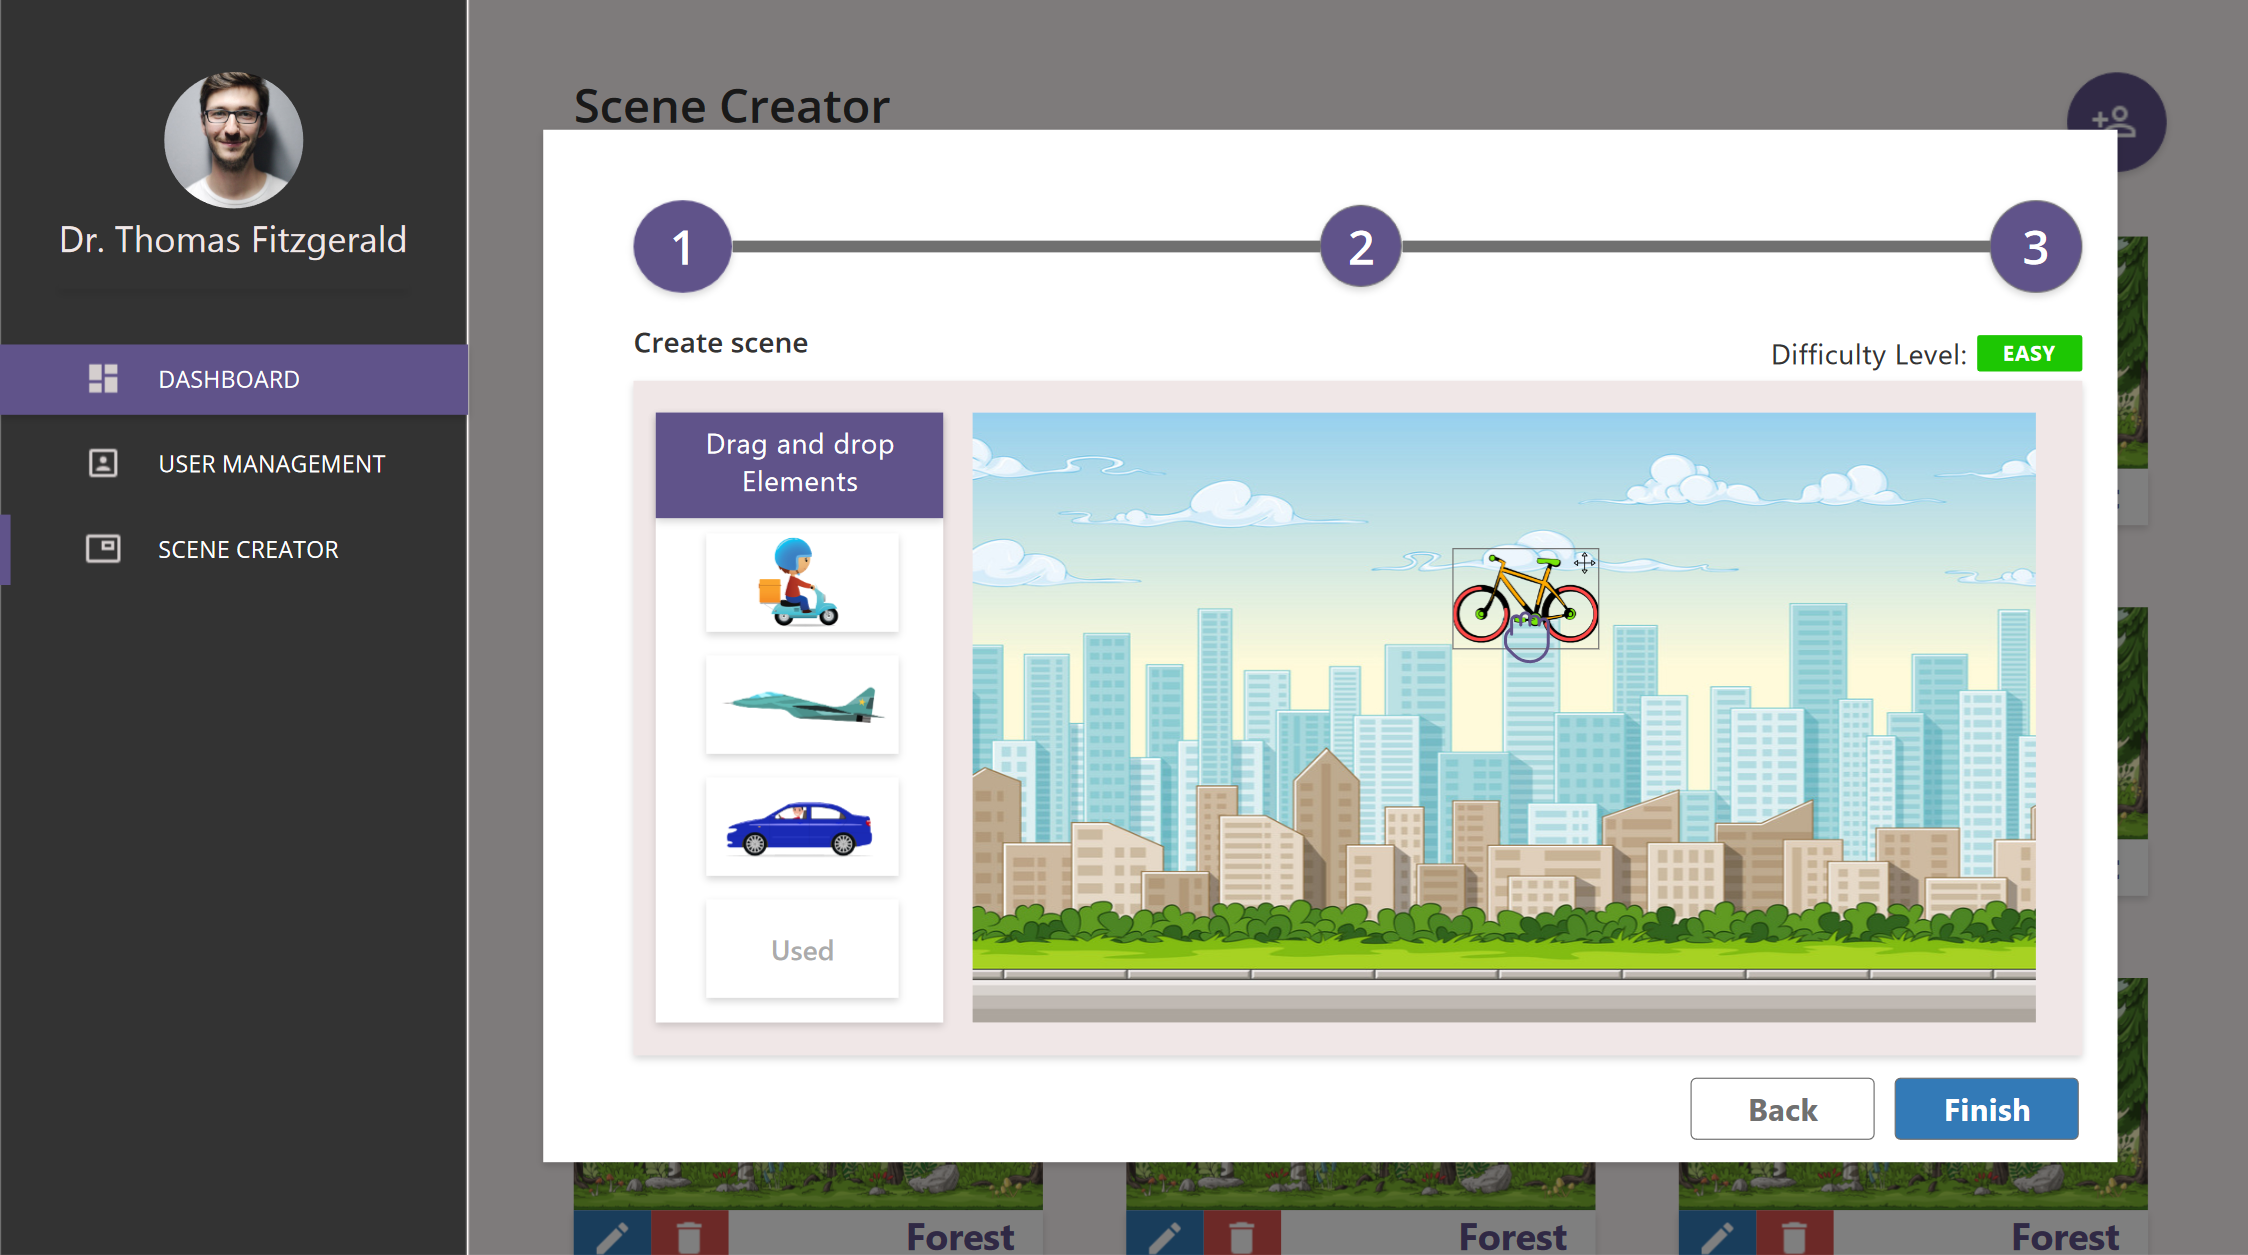 Dr. Thomas Fitzgerald
DASHBOARD
USER MANAGEMENT
SCENE CREATOR
Scene Creator
1
2
3
Create scene
Difficulty Level: EASY
Drag and drop
Elements
Used
Back
Finish
Forest
Forest
Forest